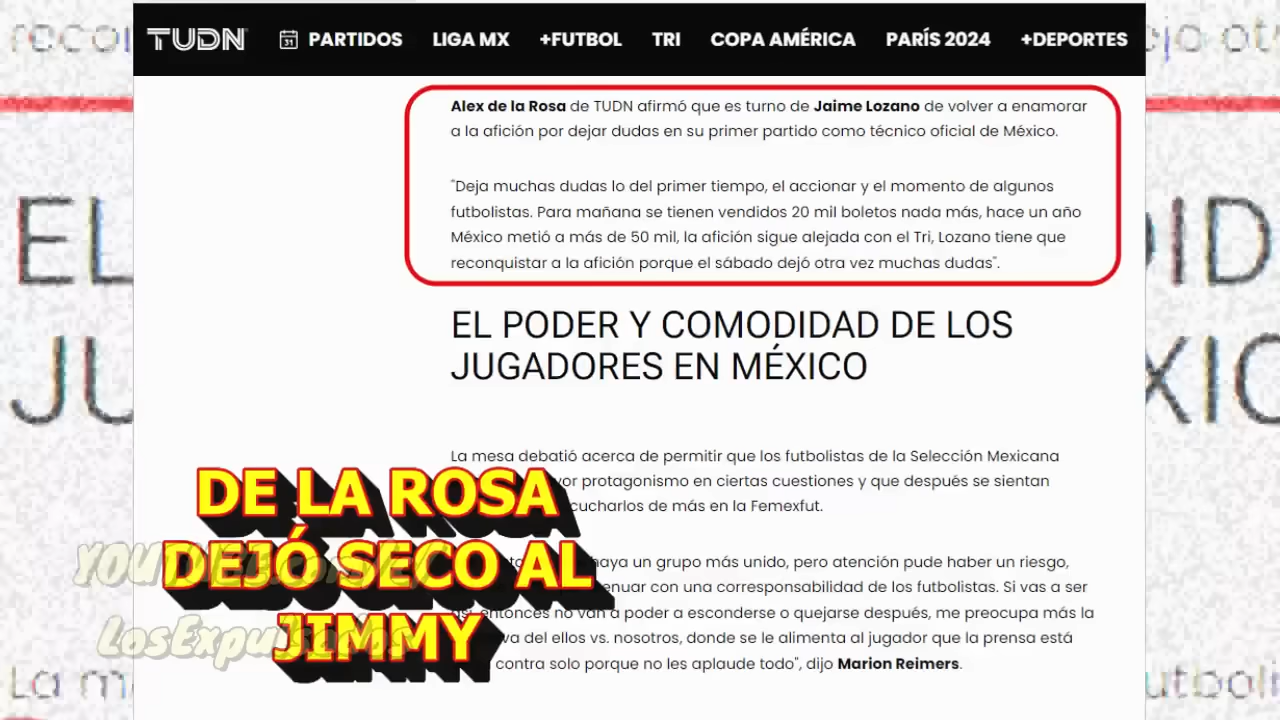 TUDN 31 PARTIDOS LIGA MX +FUTBOL TRI COPA AMÉRICA PARÍS 2024 +DEPORTES
Alex de la Rosa de TUDN afirmó que es turno de Jaime Lozano de volver a enamorar
a la afición por dejar dudas en su primer partido como técnico oficial de México.
"Deja muchas dudas lo del primer tiempo, el accionar y el momento de algunos
futbolistas. Para mañana se tienen vendidos 20 mil boletos nada más, hace un año
México metió a más de 50 mil, la afición sigue alejada con el Tri, Lozano tiene que
reconquistar a la afición porque el sábado dejó otra vez muchas dudas".
EL PODER Y COMODIDAD DE LOS
JUGADORES EN MÉXICO
La mesa debatió acerca de permitir que los futbolistas de la Selección Mexicana
protagonismo en ciertas cuestiones y que después se sientan
de más en la Femexfut.
haya un grupo más unido, pero atención puede haber un riesgo,
con una corresponsabilidad de los futbolistas. Si vas a ser
entonces no van a poder a esconderse o quejarse después, me preocupa más la
del ellos vs. nosotros, donde se le alimenta al jugador que la prensa está
contra solo porque no les aplaude todo", dijo Marion Reimers.
DE LA ROSA
DEJÓ SECO AL
JIMMY